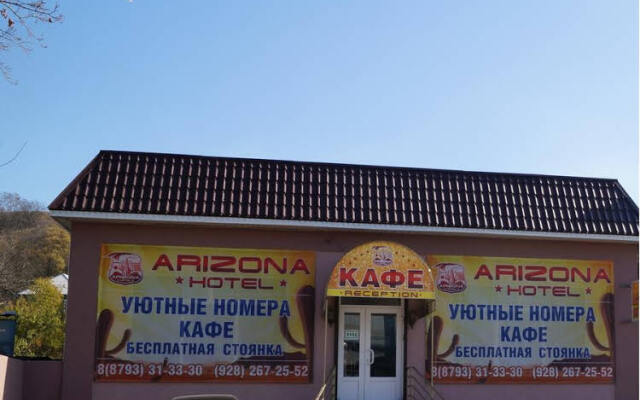 ARIZONA
HOTEL
УЮТНЫЕ НОМЕРА
КАФЕ
БЕСПЛАТНАЯ СТОЯНКА
8(8793) 31-33-30 (928) 267-25-52
КАФЕ
RECEPTION
ARIZONA
HOTEL
УЮТНЫЕ НОМЕРА
КАФЕ
БЕСПЛАТНАЯ СТОЯНКА
8(8793) 31-33-30 (928) 267-25-52